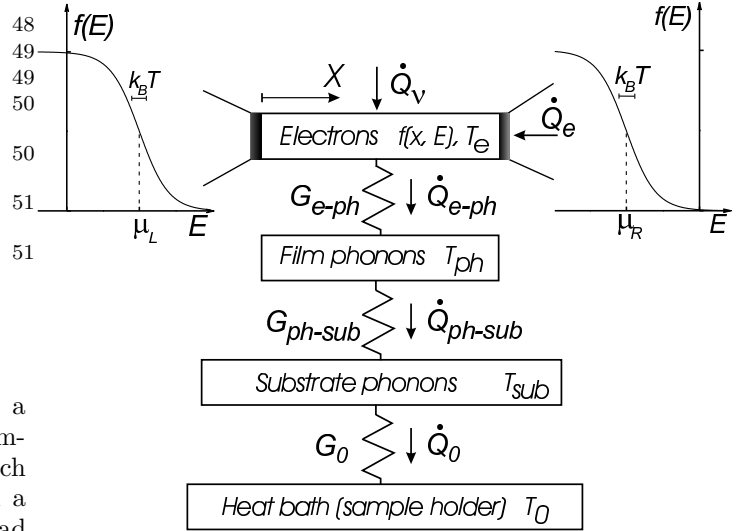 48
49
49
50
50
51
51
f(E)
k_BT
μ_L
E
X
Q̇_ν
Electrons f(x, E), T_e
Q̇_e
G_e-ph
Q̇_e-ph
Film phonons T_ph
G_ph-sub
Q̇_ph-sub
Substrate phonons T_sub
G_0
Q̇_0
Heat bath (sample holder) T_0
f(E)
k_BT
μ_R
E
a
m-
ch
a
ad